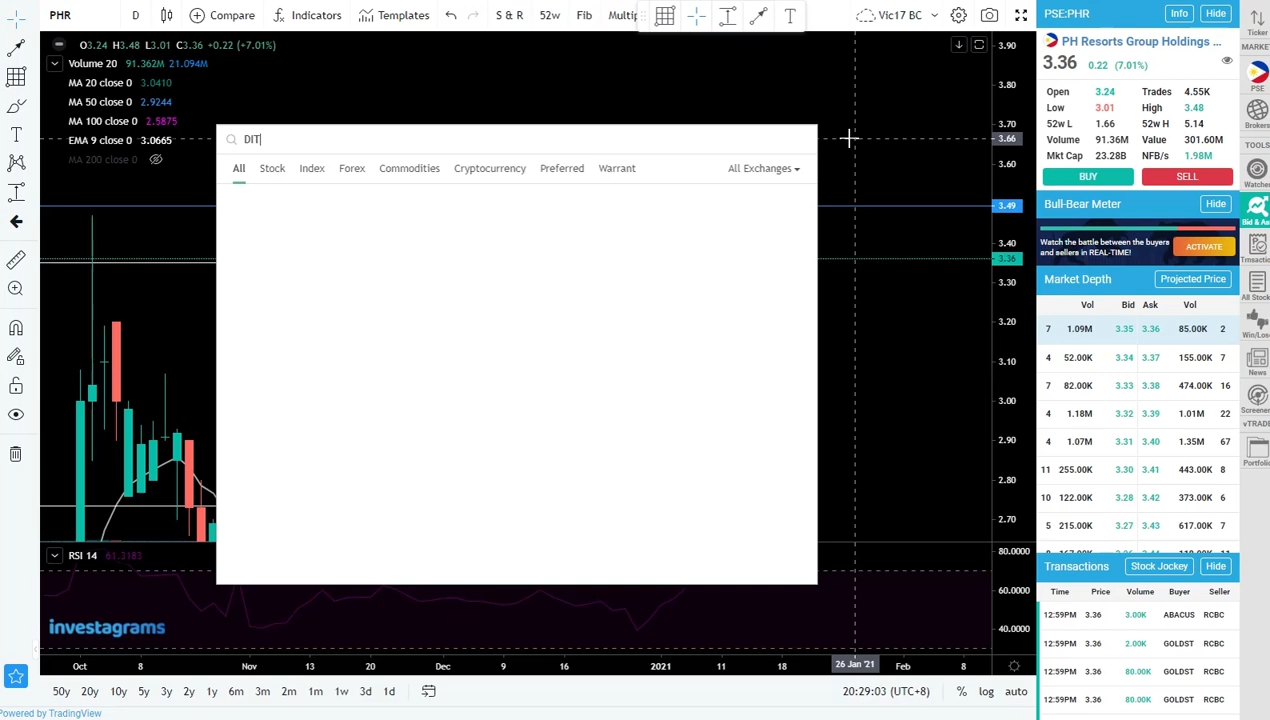 PHR D Compare Indicators Templates S & R 52w Fib Vic17 BC
O3.24 H3.48 L3.01 C3.36 +0.22 (+7.01%)
Volume 20 91.362M 21.094M
MA 20 close 0 3.0410
MA 50 close 0 2.9244
MA 100 close 0 2.5875
EMA 9 close 0 3.0665
MA 200 close 0
DIT
All Stock Index Forex Commodities Cryptocurrency Preferred Warrant All Exchanges
3.90
3.80
3.70
3.66
3.60
3.49
3.40
3.36
3.30
3.20
3.10
3.00
2.90
2.80
2.70
RSI 14 61.3183
80.0000
60.0000
40.0000
investagrams
Oct 8 Nov 13 20 Dec 9 16 2021 11 18 26 Jan '21 Feb 8
50y 20y 10y 5y 3y 2y 1y 6m 3m 2m 1m 1w 3d 1d 20:29:03 (UTC+8) % log auto
Powered by TradingView
PSE:PHR Info Hide
PH Resorts Group Holdings ...
3.36 0.22 (7.01%)
Open 3.24 Trades 4.55K
Low 3.01 High 3.48
52w L 1.66 52w H 5.14
Volume 91.36M Value 301.60M
Mkt Cap 23.28B NFB/s 1.98M
BUY SELL
Bull-Bear Meter Hide
Watch the battle between the buyers
and sellers in REAL-TIME! ACTIVATE
Market Depth Projected Price
Vol Bid Ask Vol
7 1.09M 3.35 3.36 85.00K 2
4 52.00K 3.34 3.37 155.00K 7
7 82.00K 3.33 3.38 474.00K 16
4 1.18M 3.32 3.39 1.01M 22
4 1.07M 3.31 3.40 1.35M 67
11 255.00K 3.30 3.41 443.00K 8
10 122.00K 3.28 3.42 373.00K 6
5 215.00K 3.27 3.43 617.00K 7
Transactions Stock Jockey Hide
Time Price Volume Buyer Seller
12:59PM 3.36 3.00K ABACUS RCBC
12:59PM 3.36 2.00K GOLDST RCBC
12:59PM 3.36 80.00K GOLDST RCBC
12:59PM 3.36 80.00K GOLDST RCBC
Ticker
PSE
TOOLS
News